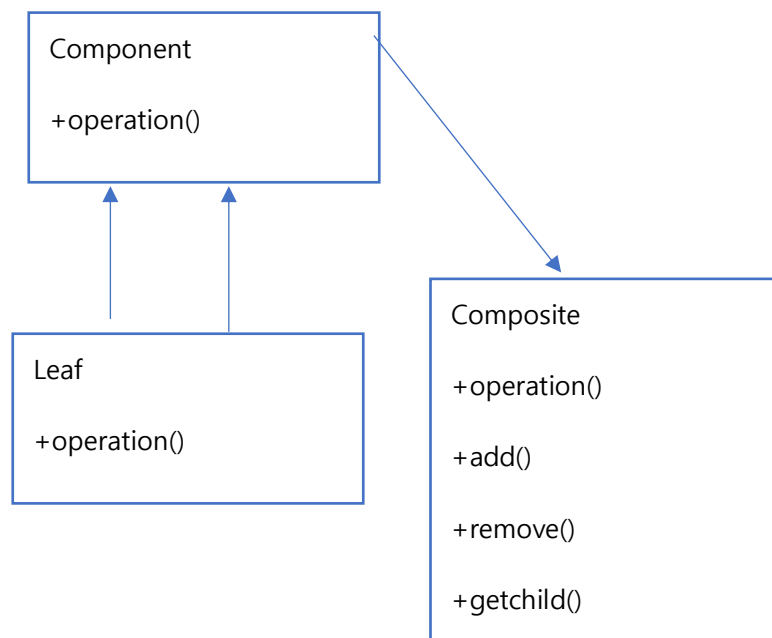 Component
+operation()
Leaf
+operation()
Composite
+operation()
+add()
+remove()
+getchild()